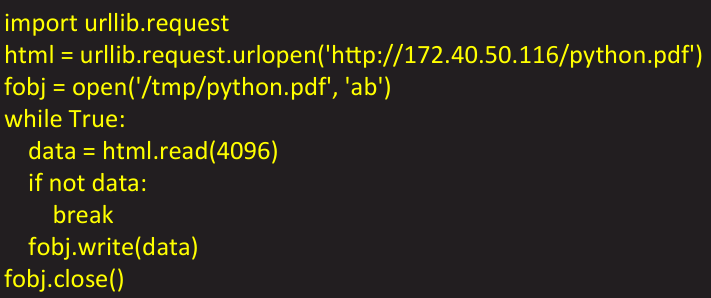 import urllib.request
html = urllib.request.urlopen('http://172.40.50.116/python.pdf')
fobj = open('/tmp/python.pdf', 'ab')
while True:
    data = html.read(4096)
    if not data:
        break
    fobj.write(data)
fobj.close()